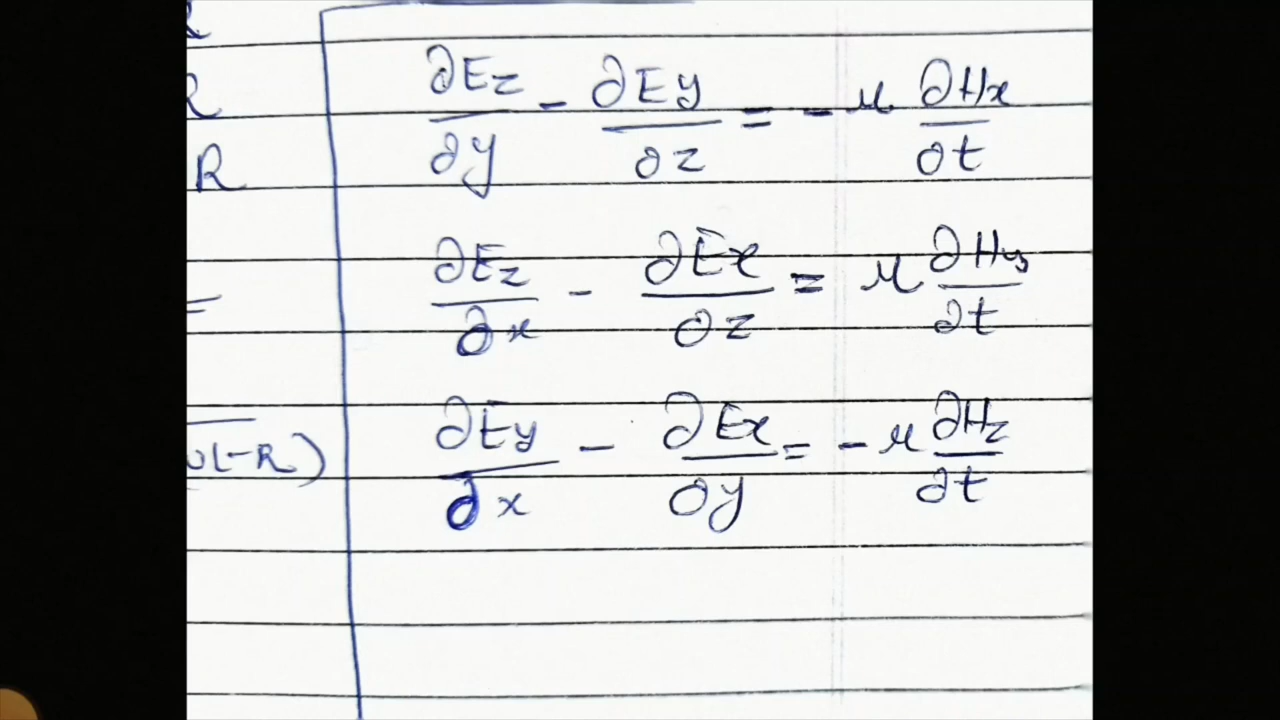 R
R
R
=
∂Ez/∂y - ∂Ey/∂z = -μ ∂Hx/∂t
∂Ez/∂x - ∂Ex/∂z = μ ∂Hy/∂t
(-R)
∂Ey/∂x - ∂Ex/∂y = -μ ∂Hz/∂t